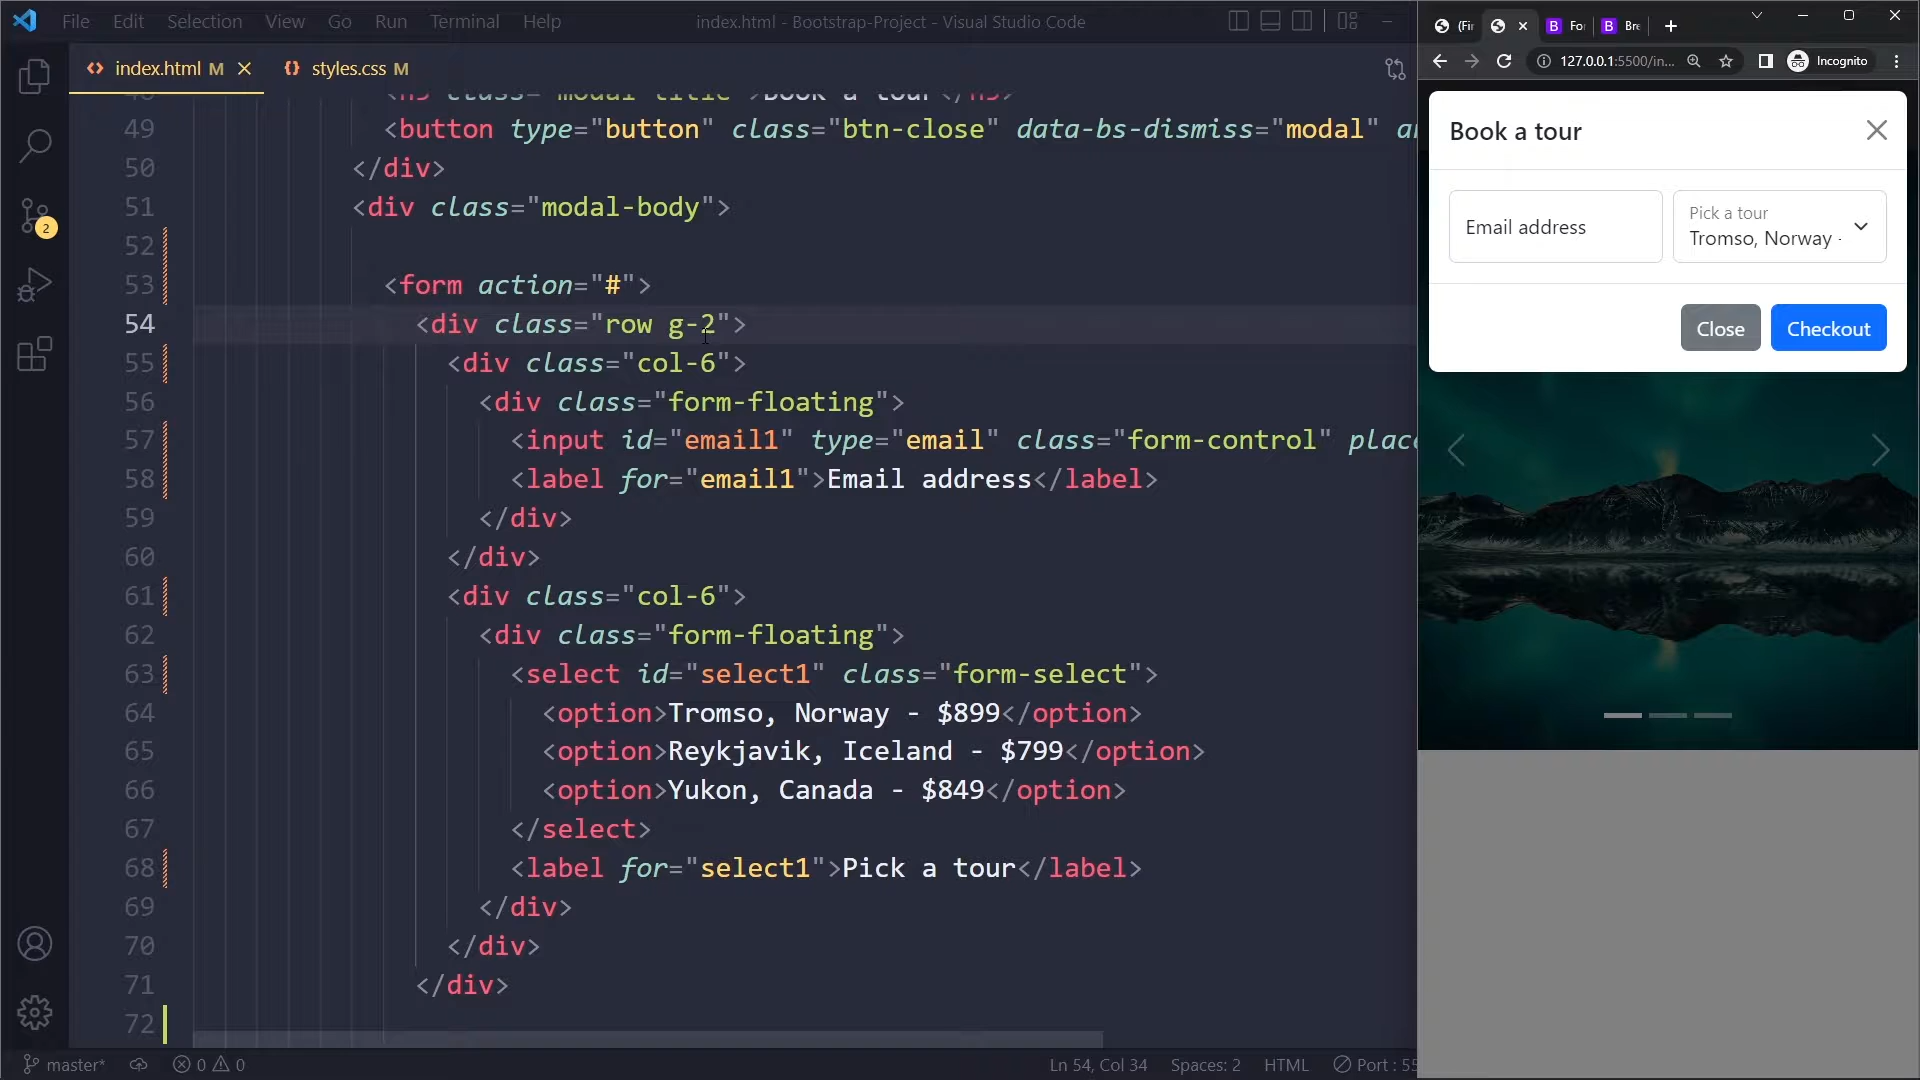 File Edit Selection View Go Run Terminal Help index.html - Bootstrap-Project - Visual Studio Code
index.html M styles.css M
49 <button type="button" class="btn-close" data-bs-dismiss="modal"
50 </div>
51 <div class="modal-body">
52
53 <form action="#">
54 <div class="row g-2">
55 <div class="col-6">
56 <div class="form-floating">
57 <input id="email1" type="email" class="form-control"
58 <label for="email1">Email address</label>
59 </div>
60 </div>
61 <div class="col-6">
62 <div class="form-floating">
63 <select id="select1" class="form-select">
64 <option>Tromso, Norway - $899</option>
65 <option>Reykjavik, Iceland - $799</option>
66 <option>Yukon, Canada - $849</option>
67 </select>
68 <label for="select1">Pick a tour</label>
69 </div>
70 </div>
71 </div>
72
2
master* 0 0 Ln 54, Col 34 Spaces: 2 HTML Port : 55
(Fir B Fo B Bre
127.0.0.1:5500/in... Incognito
Book a tour
Email address
Pick a tour
Tromso, Norway -
Close Checkout